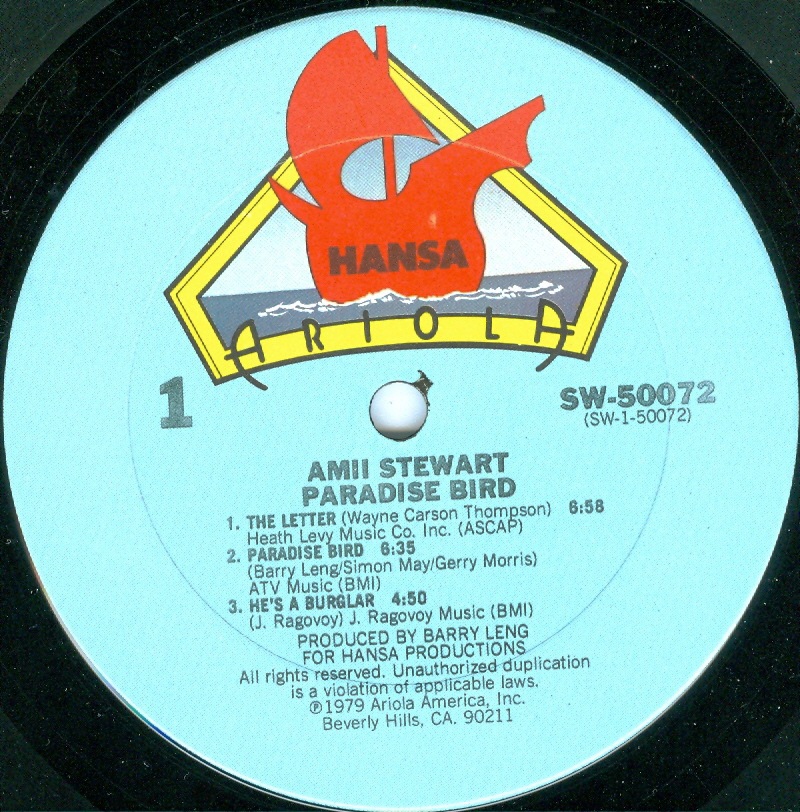 HANSA
ARIOLA
1
SW-50072
(SW-1-50072)
AMII STEWART
PARADISE BIRD
1. THE LETTER (Wayne Carson Thompson) 6:58
Heath Levy Music Co. Inc. (ASCAP)
2. PARADISE BIRD 6:35
(Barry Leng/Simon May/Gerry Morris)
ATV Music (BMI)
3. HE'S A BURGLAR 4:50
(J. Ragovoy) J. Ragovoy Music (BMI)
PRODUCED BY BARRY LENG
FOR HANSA PRODUCTIONS
All rights reserved. Unauthorized duplication
is a violation of applicable laws.
℗1979 Ariola America, Inc.
Beverly Hills, CA. 90211